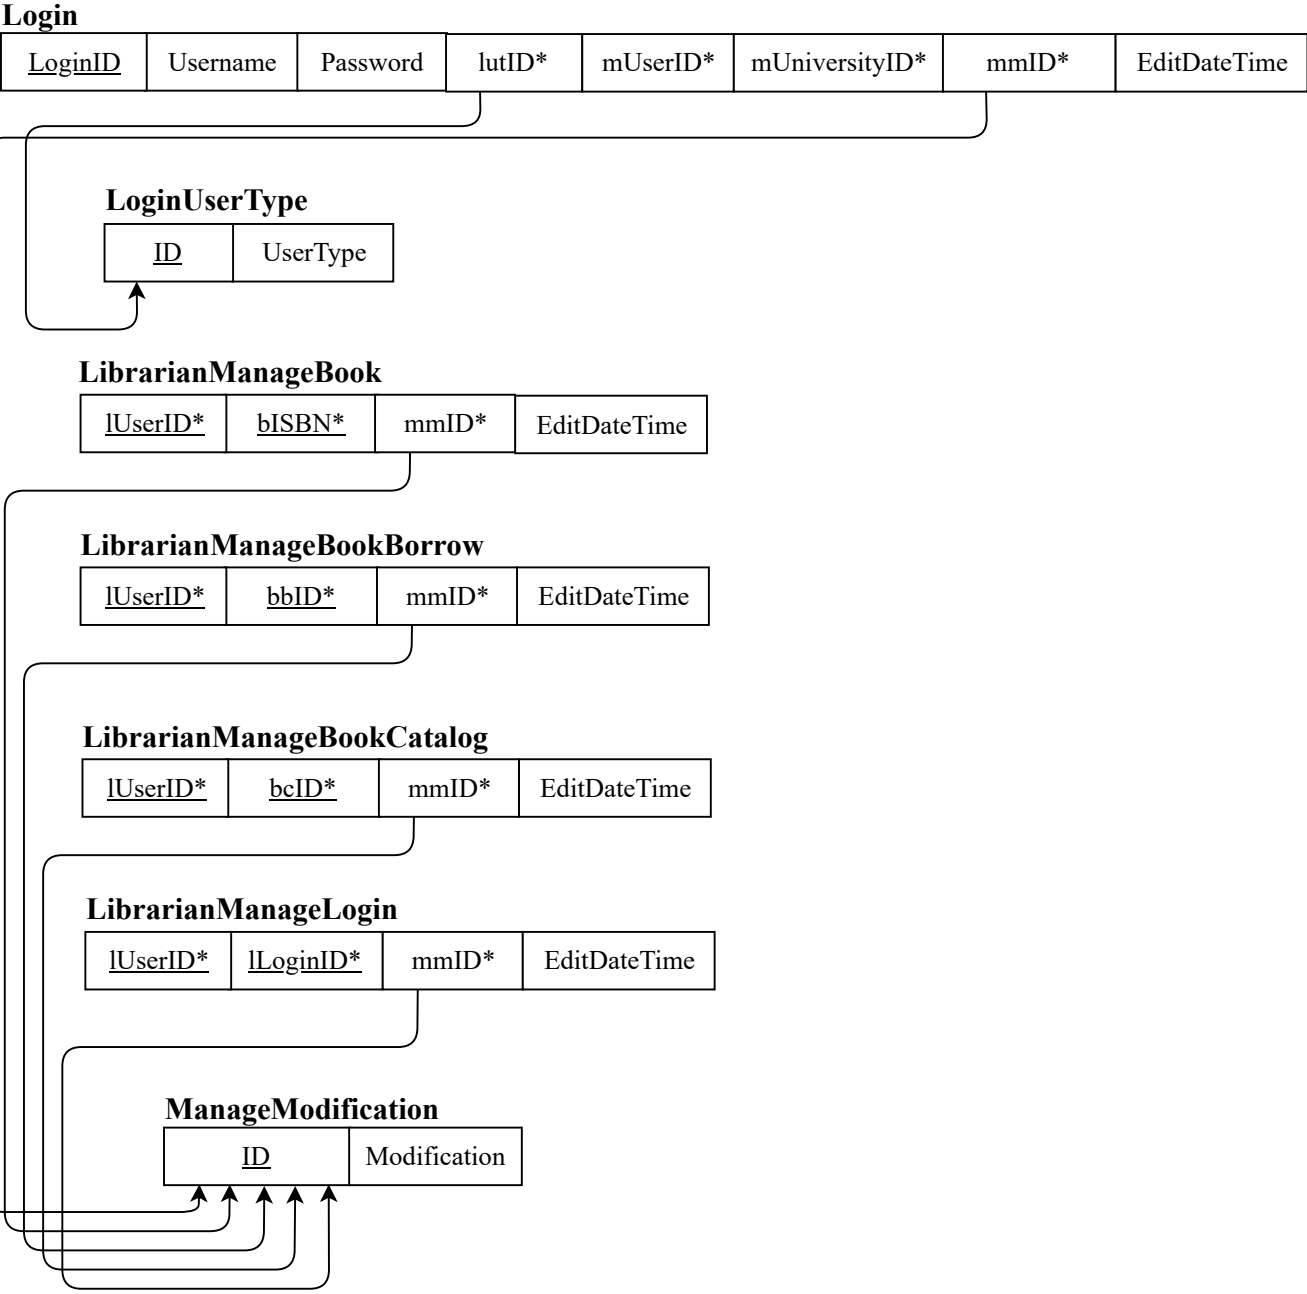 Login
LoginID Username Password lutID* mUserID* mUniversityID* mmID* EditDateTime
LoginUserType
ID UserType
LibrarianManageBook
lUserID* bISBN* mmID* EditDateTime
LibrarianManageBookBorrow
lUserID* bbID* mmID* EditDateTime
LibrarianManageBookCatalog
lUserID* bcID* mmID* EditDateTime
LibrarianManageLogin
lUserID* lLoginID* mmID* EditDateTime
ManageModification
ID Modification